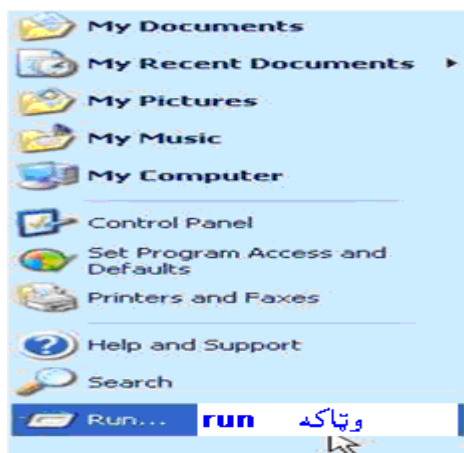 My Documents
My Recent Documents
My Pictures
My Music
My Computer
Control Panel
Set Program Access and
Defaults
Printers and Faxes
Help and Support
Search
Run... run وټاکه